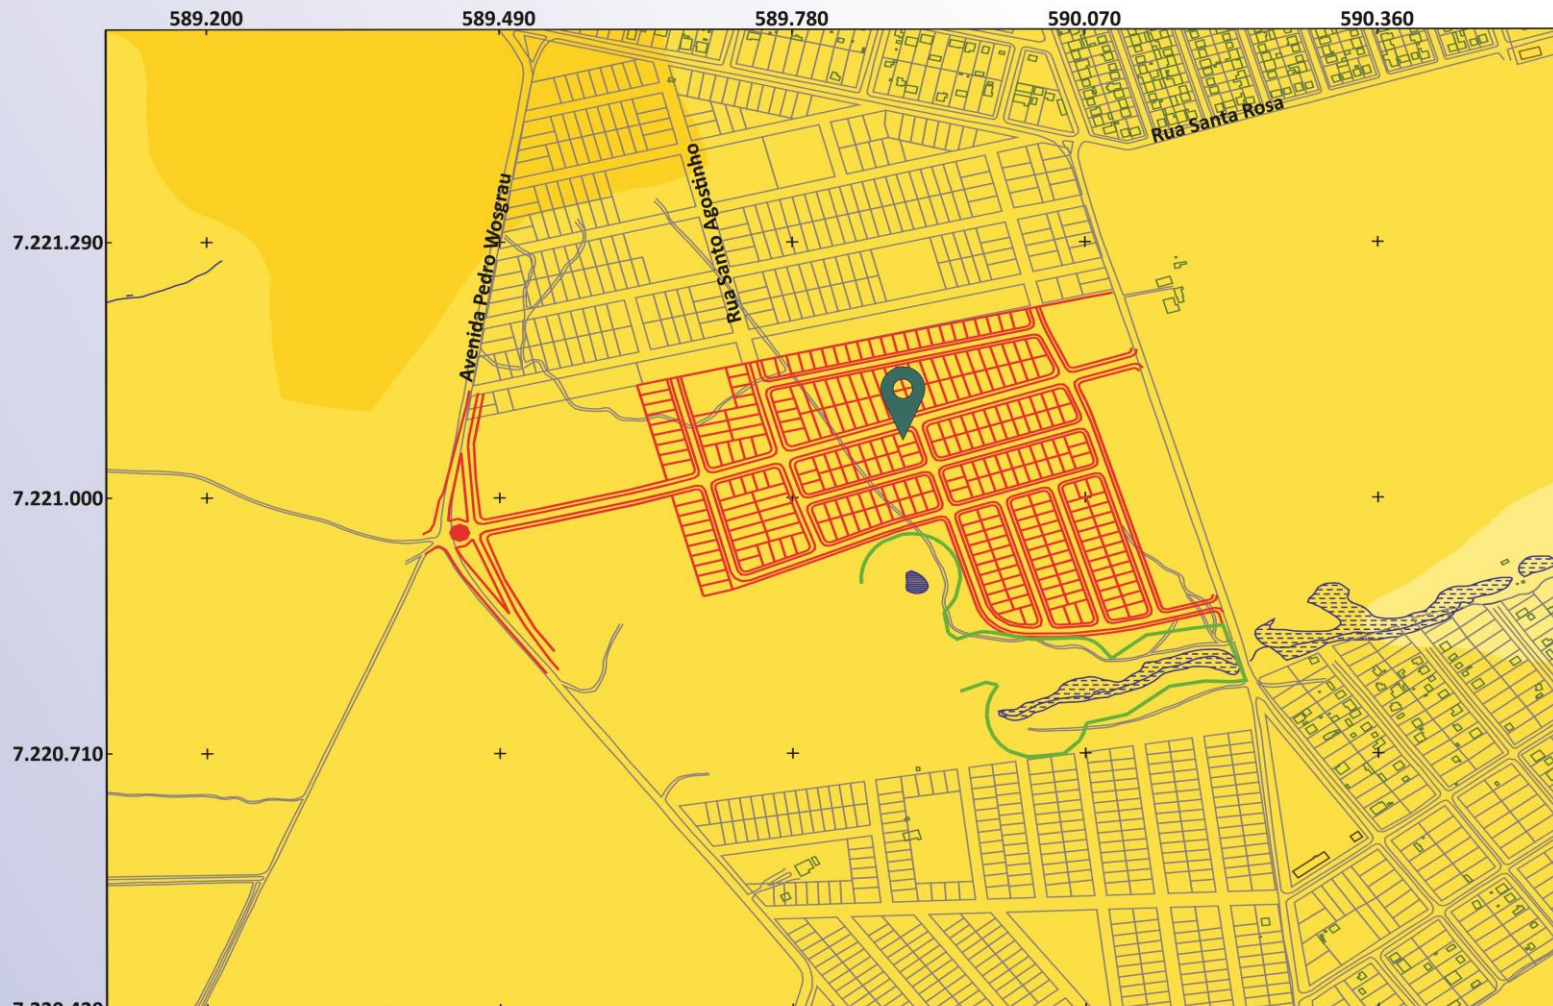 589.200 589.490 589.780 590.070 590.360
Rua Santa Rosa
Rua Santo Agostinho
Avenida Pedro Wosgrau
7.221.290
7.221.000
7.220.710